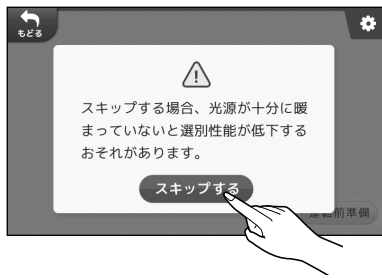 もどる
スキップする場合、光源が十分に暖
まっていないと選別性能が低下する
おそれがあります。
スキップする
運転前準備